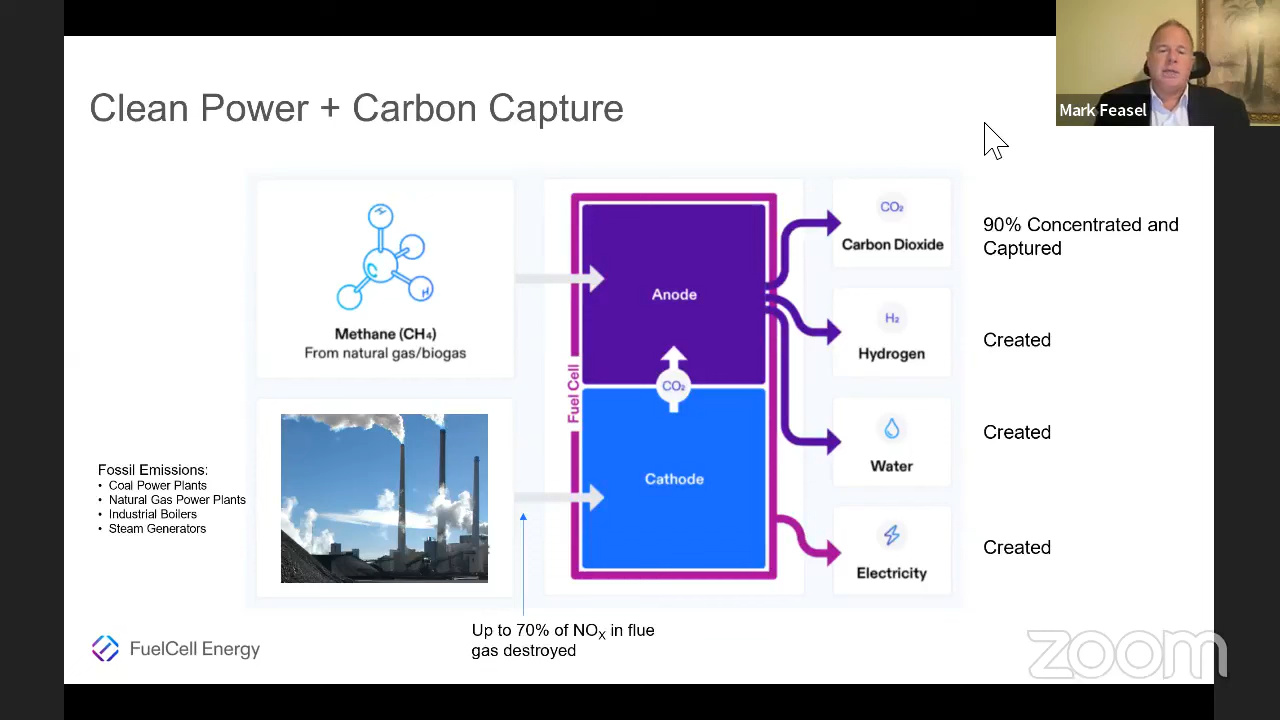 Clean Power + Carbon Capture
Mark Feasel
H
C
H
Methane (CH₄)
From natural gas/biogas
Fossil Emissions:
• Coal Power Plants
• Natural Gas Power Plants
• Industrial Boilers
• Steam Generators
Fuel Cell
Anode
CO₂
Cathode
CO₂
Carbon Dioxide
90% Concentrated and
Captured
H₂
Hydrogen
Created
Water
Created
Electricity
Created
Up to 70% of NOX in flue
gas destroyed
FuelCell Energy
zoom